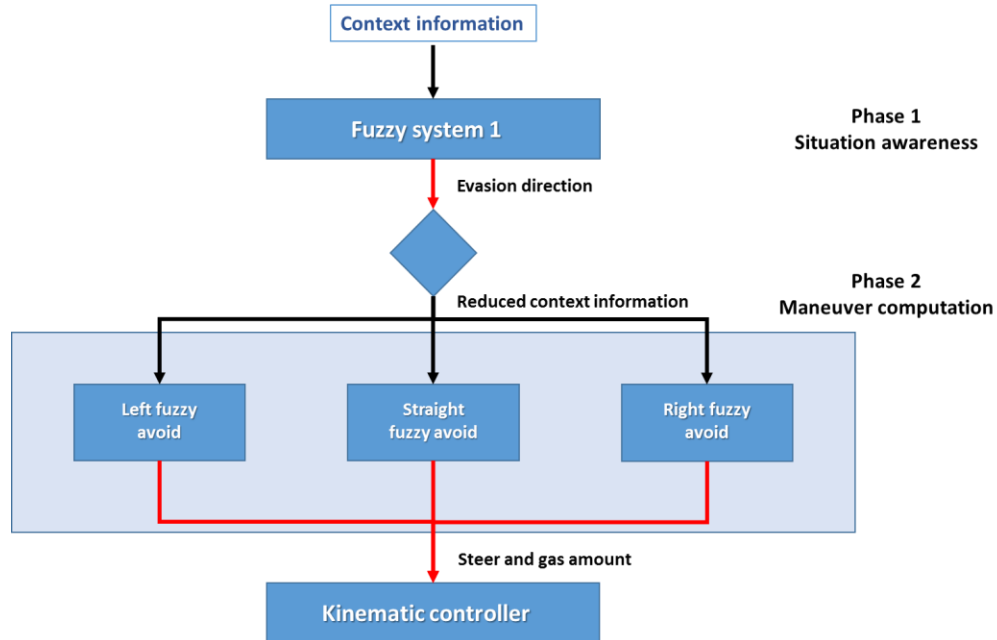 Context information
Fuzzy system 1
Phase 1
Situation awareness
Evasion direction
Phase 2
Maneuver computation
Reduced context information
Left fuzzy
avoid
Straight
fuzzy avoid
Right fuzzy
avoid
Steer and gas amount
Kinematic controller